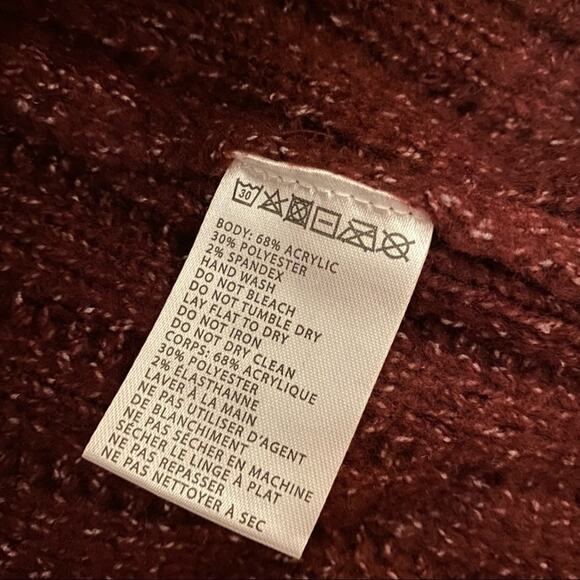 30
BODY: 68% ACRYLIC
30% POLYESTER
2% SPANDEX
HAND WASH
DO NOT BLEACH
DO NOT TUMBLE DRY
LAY FLAT TO DRY
DO NOT IRON
DO NOT DRY CLEAN
CORPS: 68% ACRYLIQUE
30% POLYESTER
2% ÉLASTHANNE
LAVER À LA MAIN
NE PAS UTILISER D'AGENT
DE BLANCHIMENT
NE PAS SÉCHER EN MACHINE
SÉCHER LE LINGE À PLAT
NE PAS REPASSER
NE PAS NETTOYER À SEC